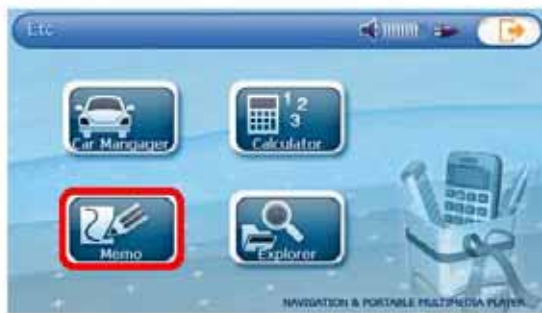 Etc
Car Mangager
1 2
3
Calculator
Memo
Explorer
NAVIGATION & PORTABLE MULTIMEDIA PLAYER